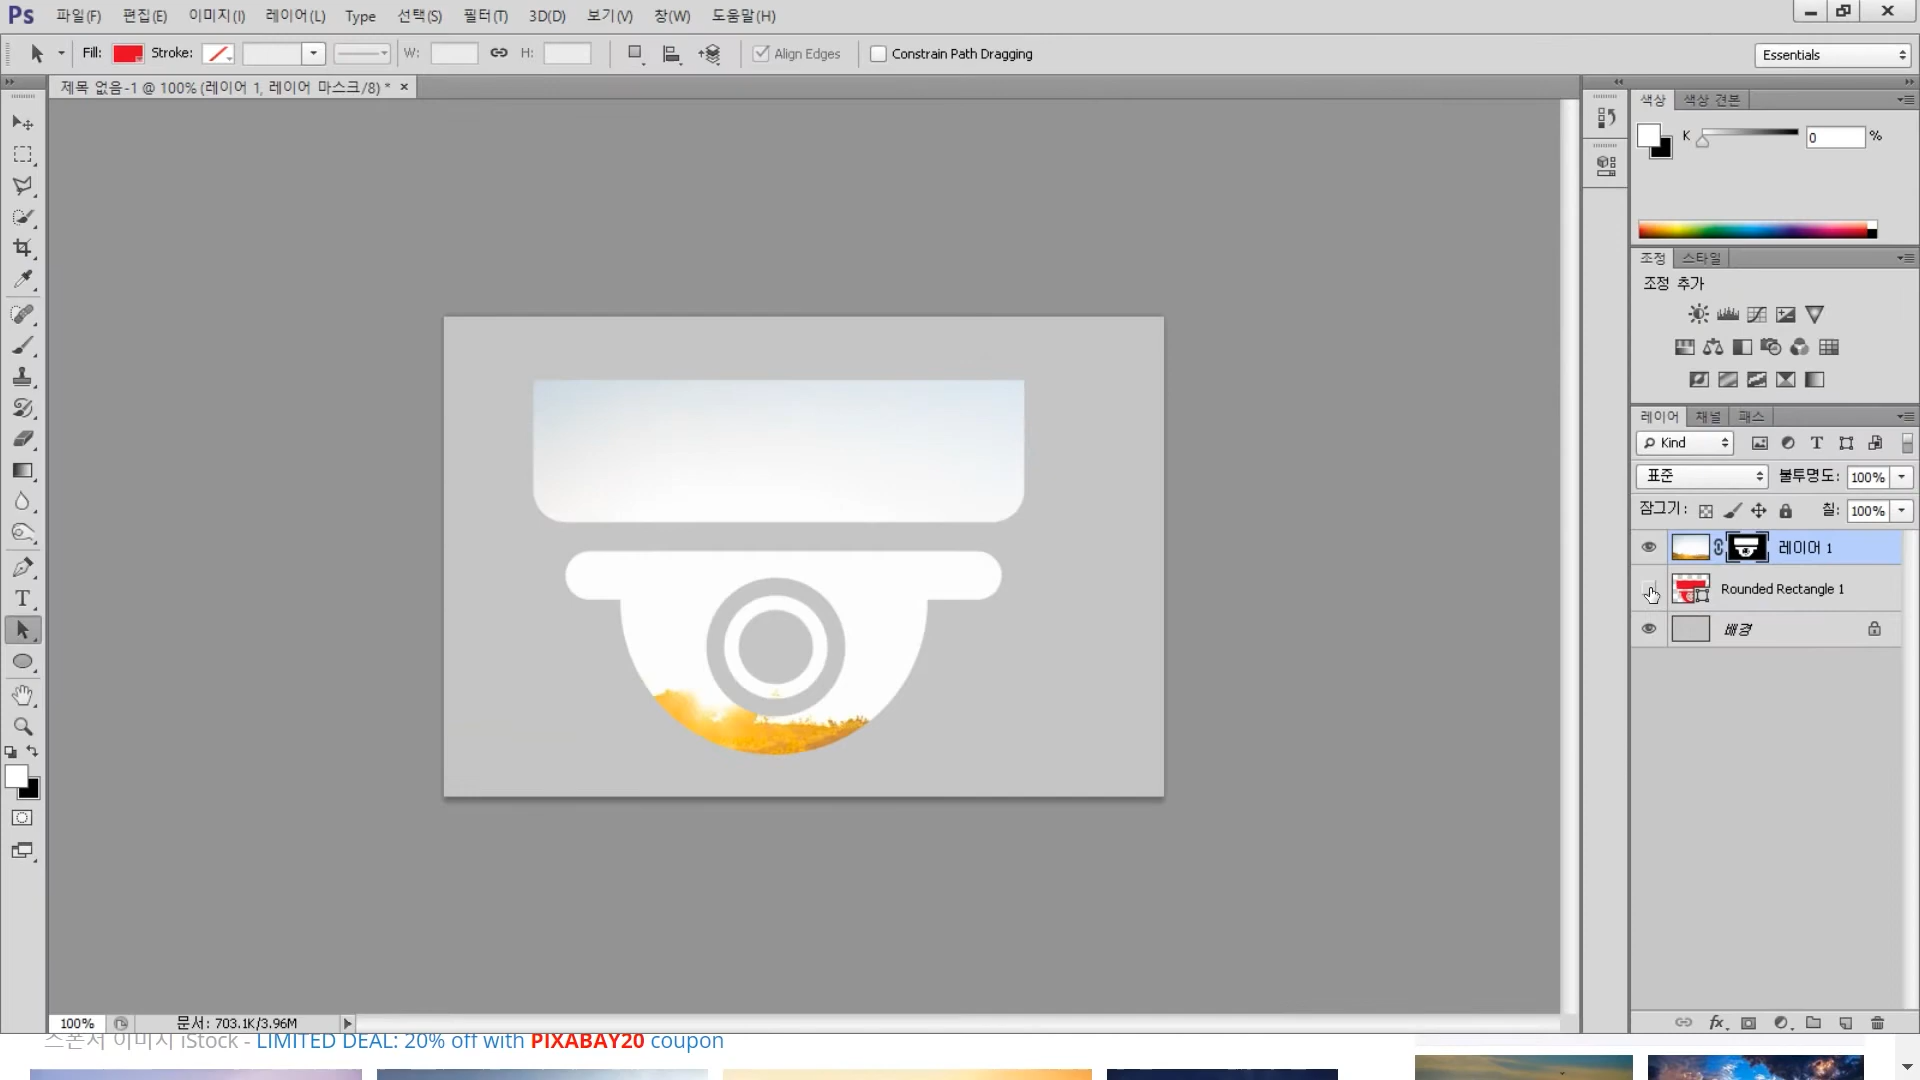 Ps 파일(F) 편집(E) 이미지(I) 레이어(L) Type 선택(S) 필터(T) 3D(D) 보기(V) 창(W) 도움말(H)
Fill: Stroke: W: H: Align Edges Constrain Path Dragging Essentials
제목 없음-1 @ 100% (레이어 1, 레이어 마스크/8) * ×
색상 색상 견본
K 0 %
조정 스타일
조정 추가
레이어 채널 패스
Kind
표준 불투명도: 100%
잠그기: 칠: 100%
레이어 1
Rounded Rectangle 1
배경
100% 문서: 703.1K/3.96M
스폰서 이미지 iStock - LIMITED DEAL: 20% off with PIXABAY20 coupon